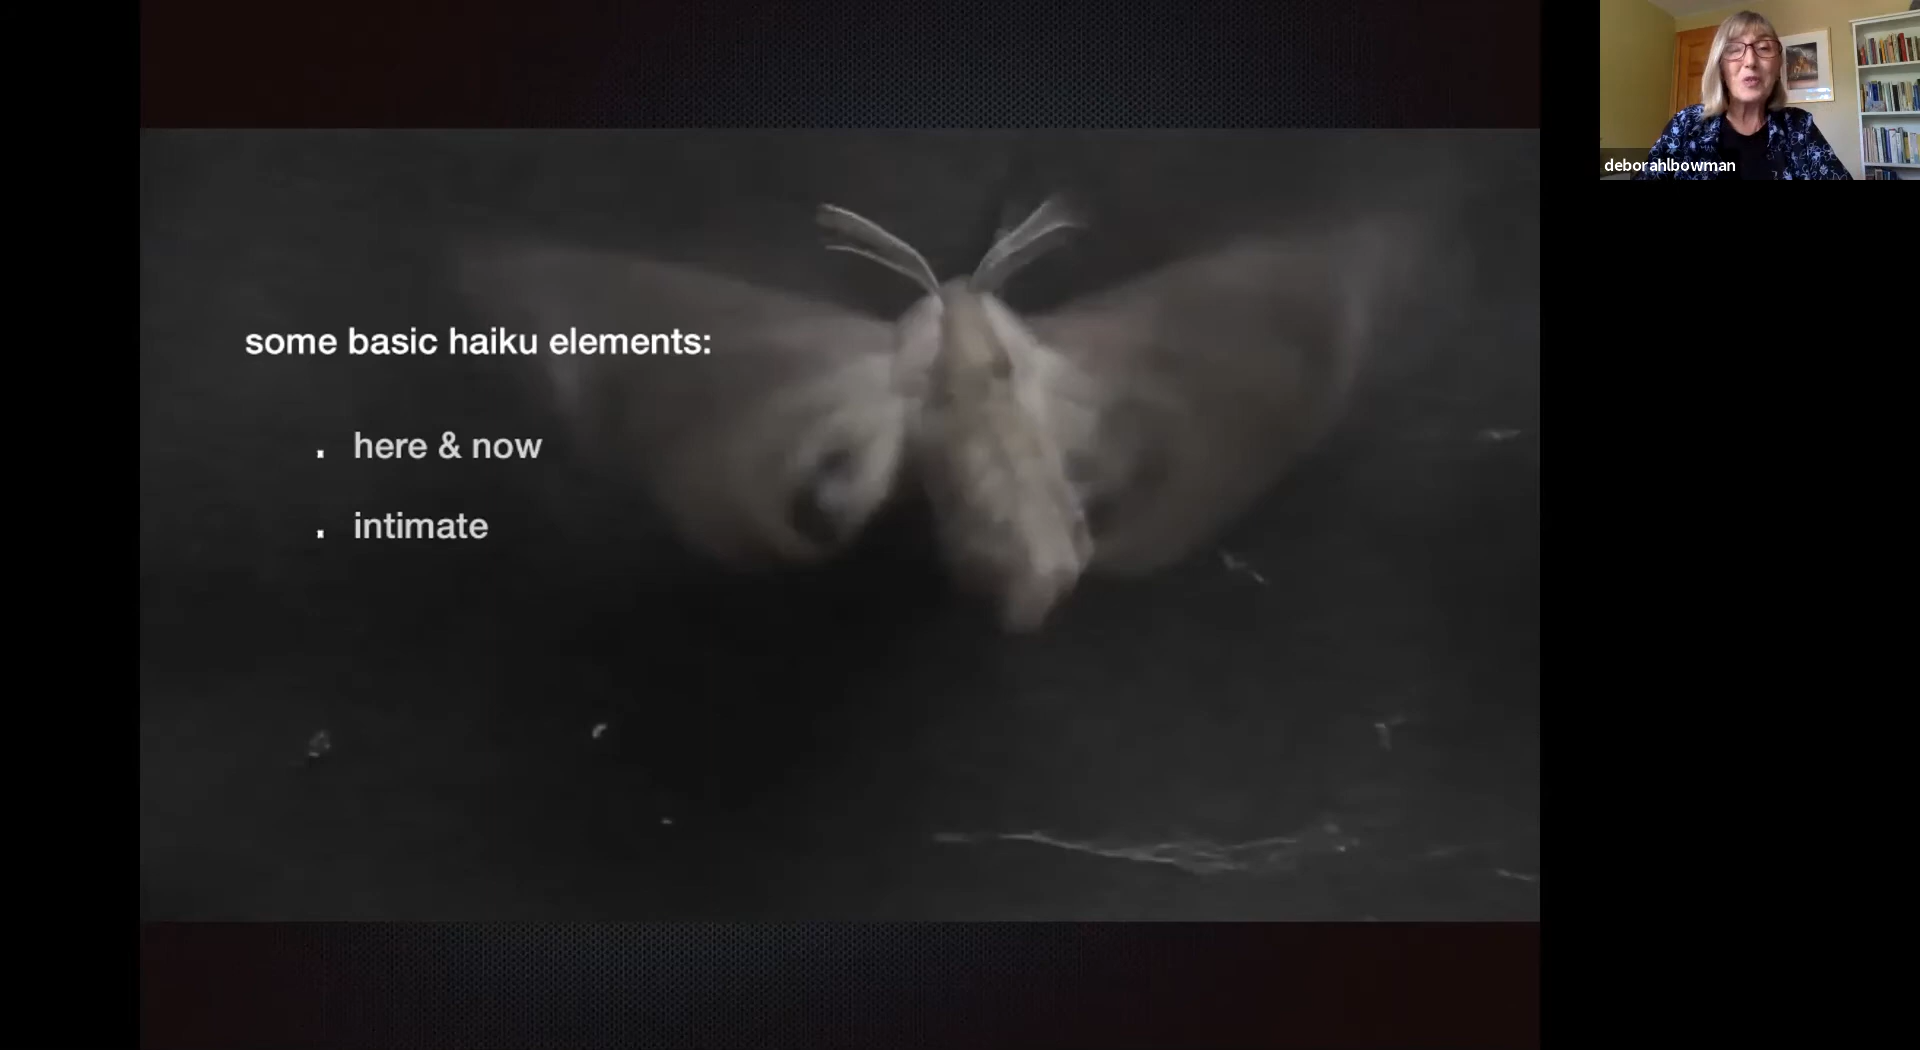 some basic haiku elements:
. here & now
. intimate
deborahlbowman